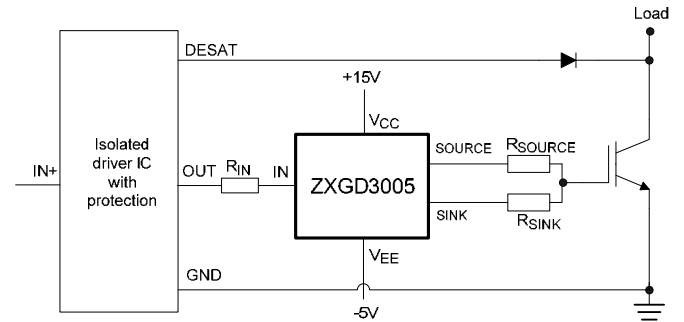 Load
DESAT
+15V
VCC
Isolated
driver IC
with
protection
IN+
OUT
RIN
IN
ZXGD3005
SOURCE
RSOURCE
SINK
RSINK
VEE
GND
-5V